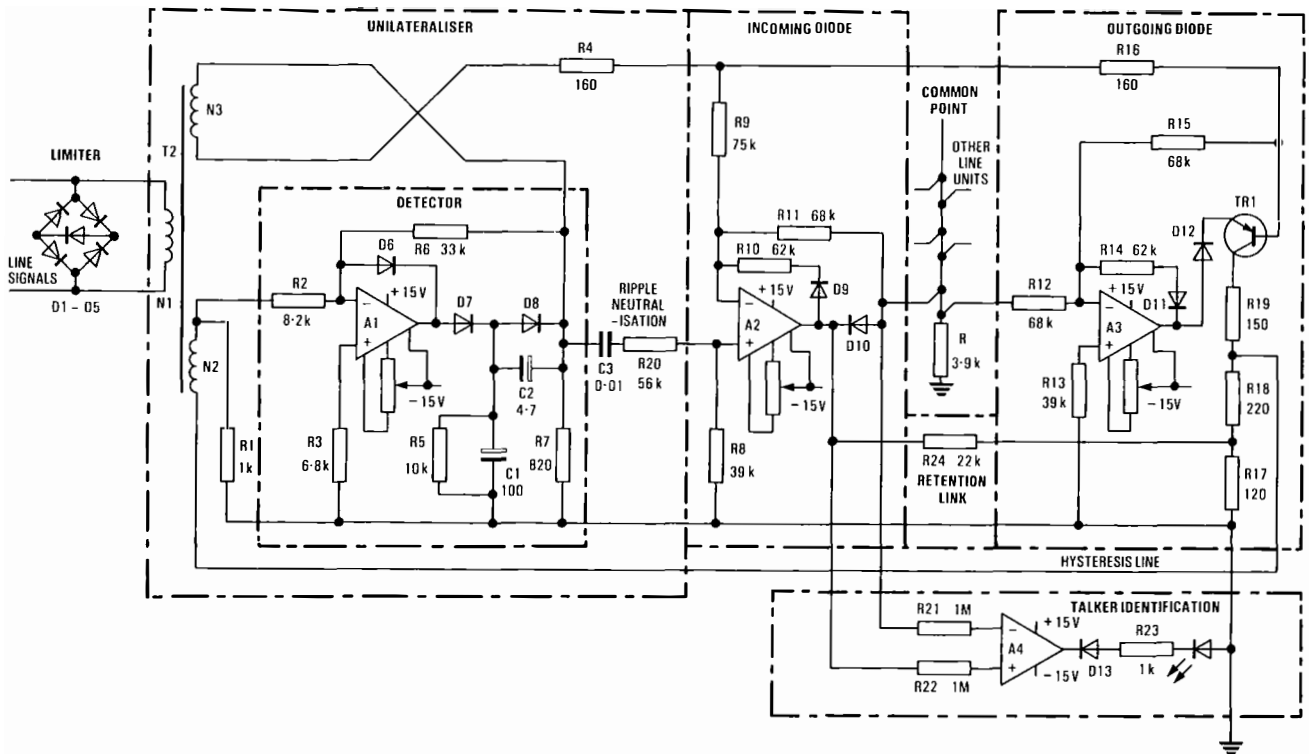 UNILATERALISER
INCOMING DIODE
OUTGOING DIODE
R4
160
R16
160
N3
T2
LIMITER
LINE
SIGNALS
D1 – D5
N1
N2
R1
1k
DETECTOR
R6 33k
D6
R2
8·2k
–
+
A1
+15V
–15V
D7
D8
R3
6·8k
R5
10k
C2
4·7
C1
100
R7
820
RIPPLE
NEUTRAL
-ISATION
C3
0·01
R20
56k
R9
75k
R11 68k
R10 62k
–
+
A2
+15V
–15V
D9
D10
R8
39k
COMMON
POINT
OTHER
LINE
UNITS
R
3·9k
R24 22k
RETENTION
LINK
R15
68k
TR1
D12
R14 62k
D11
R12
68k
–
+
A3
+15V
–15V
R13
39k
R19
150
R18
220
R17
120
HYSTERESIS LINE
TALKER IDENTIFICATION
R21 1M
R22 1M
–
+
A4
+15V
–15V
D13
R23
1k